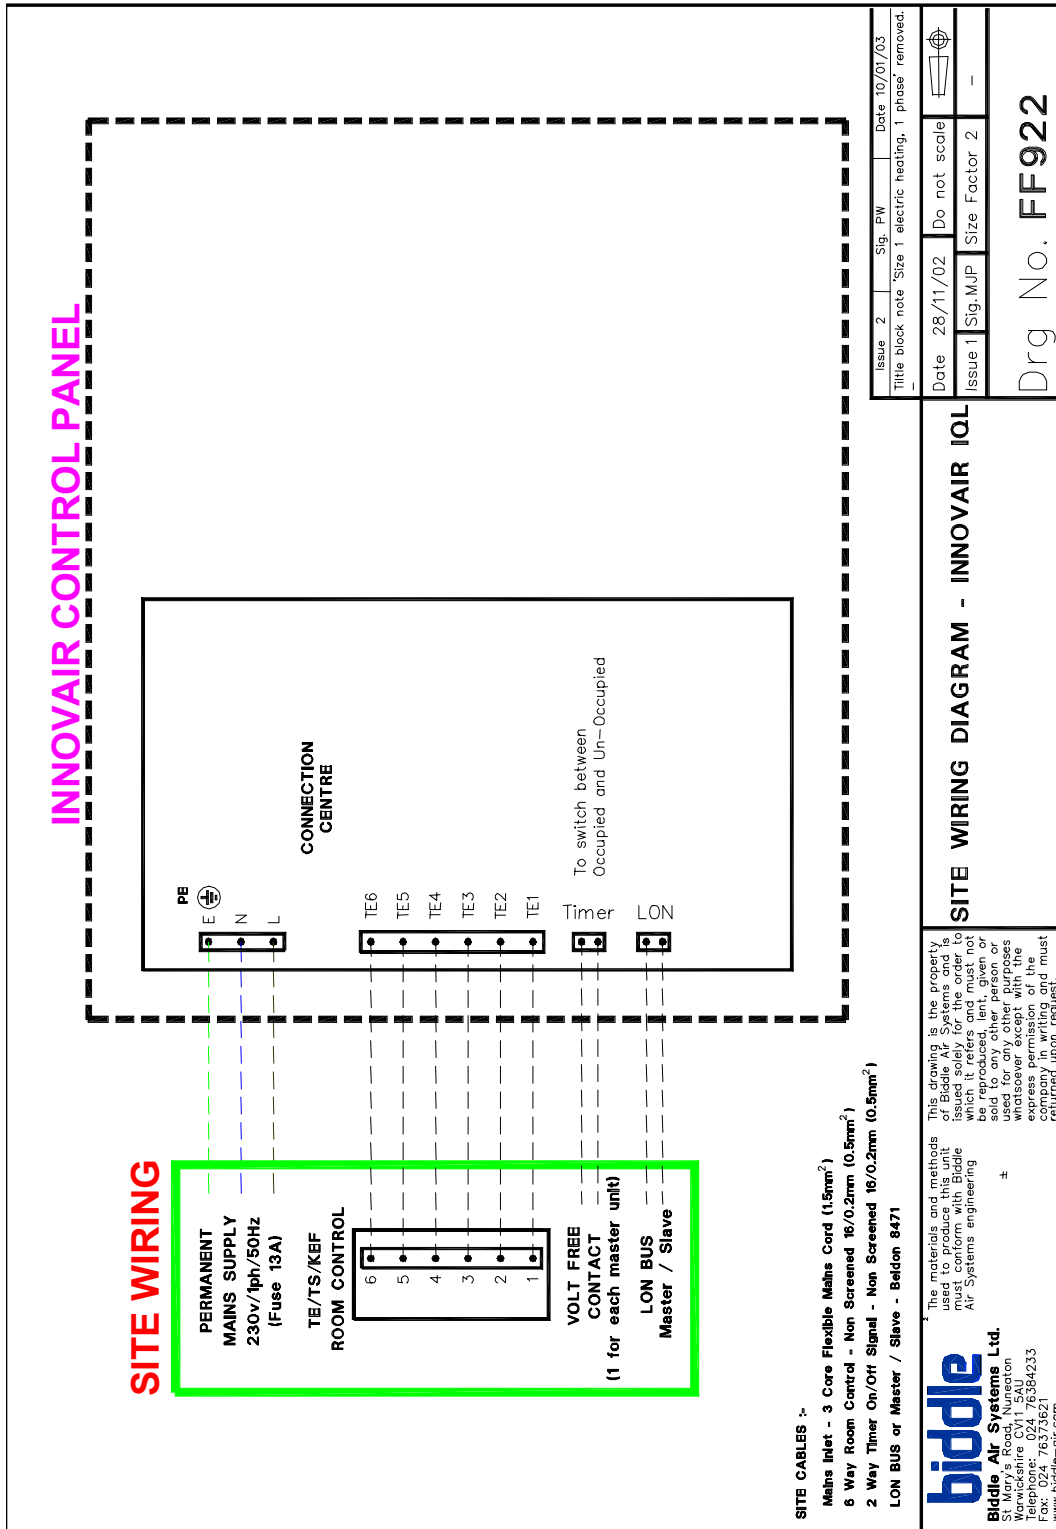 INNOVAIR CONTROL PANEL
SITE WIRING
PERMANENT
MAINS SUPPLY
230v/1ph/50Hz
(Fuse 13A)
TE/TS/KEF
ROOM CONTROL
6
5
4
3
2
1
VOLT FREE
CONTACT
(1 for each master unit)
LON BUS
Master / Slave
PE
E
N
L
CONNECTION
CENTRE
TE6
TE5
TE4
TE3
TE2
TE1
Timer
To switch between
Occupied and Un-Occupied
LON
SITE CABLES :-
Mains Inlet - 3 Core Flexible Mains Cord (1.5mm²)
6 Way Room Control - Non Screened 16/0.2mm (0.5mm²)
2 Way Timer On/Off Signal - Non Screened 16/0.2mm (0.5mm²)
LON BUS or Master / Slave - Beldon 8471
Issue 2 Sig. PW Date 10/01/03
Tiltle block note 'Size 1 electric heating, 1 phase' removed.
-
biddle
Biddle Air Systems Ltd.
St Mary's Road, Nuneaton
Warwickshire CV11 5AU
Telephone: 024 76384233
Fax: 024 76373621
www.biddle-air.com
2
The materials and methods
used to produce this unit
must conform with Biddle
Air Systems engineering
±
This drawing is the property
of Biddle Air Systems and is
issued solely for the order to
which it refers and must not
be reproduced, lent, given or
sold to any other person or
used for any other purposes
whatsoever except with the
express permission of the
company in writing and must
returned upon request.
SITE WIRING DIAGRAM - INNOVAIR IQL
Date 28/11/02 Do not scale
Issue 1 Sig. MJP Size Factor 2 -
Drg No. FF922